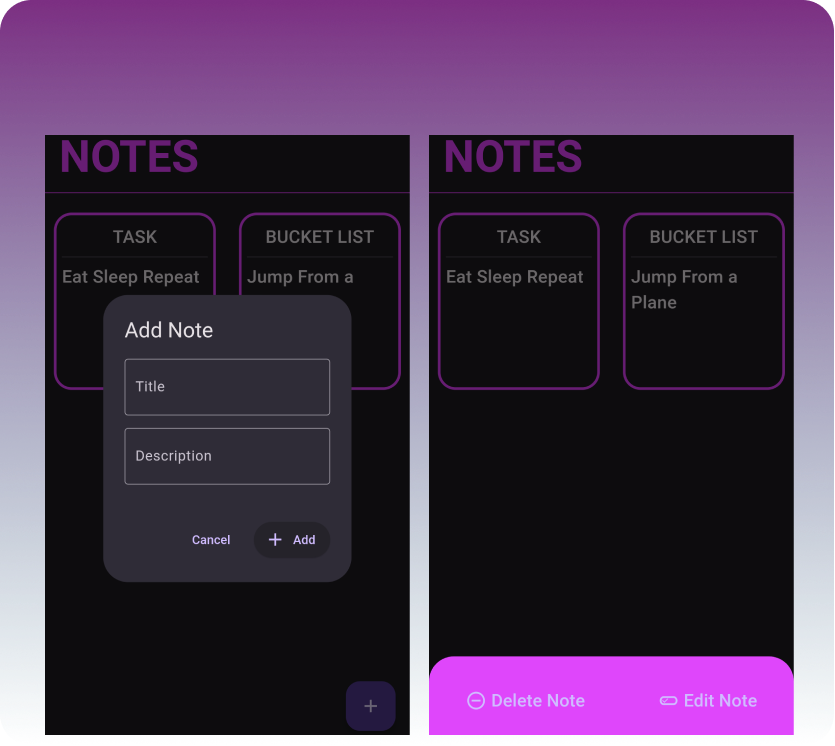 NOTES
TASK
BUCKET LIST
Eat Sleep Repeat
Jump From a
Add Note
Title
Description
Cancel
+ Add
+
NOTES
TASK
BUCKET LIST
Eat Sleep Repeat
Jump From a
Plane
Delete Note
Edit Note